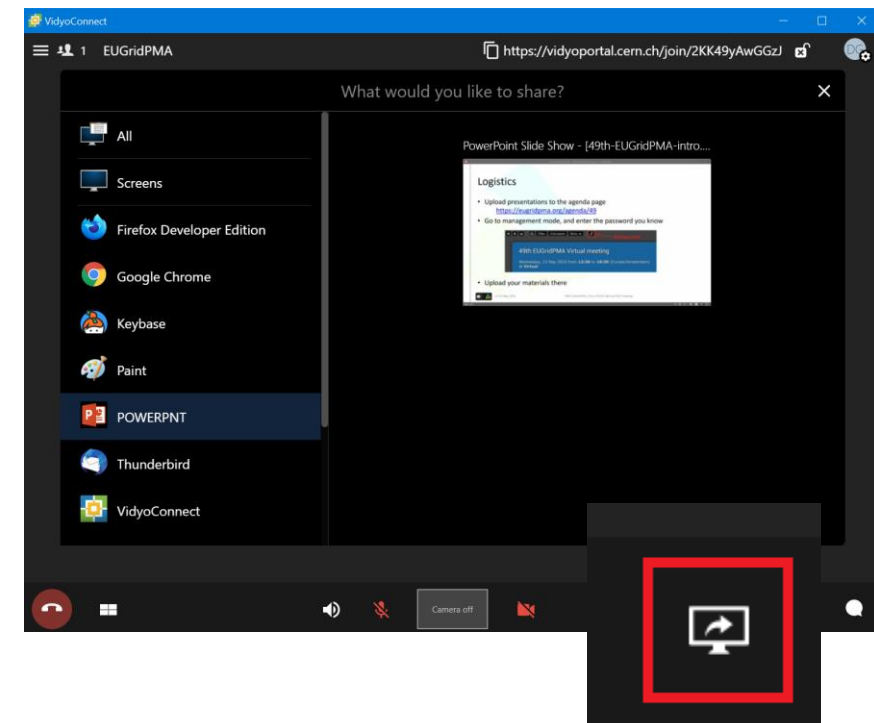 VidyoConnect
1 EUGridPMA https://vidyoportal.cern.ch/join/2KK49yAwGGzJ DG
What would you like to share?
All
Screens
Firefox Developer Edition
Google Chrome
Keybase
Paint
POWERPNT
Thunderbird
VidyoConnect
PowerPoint Slide Show - [49th-EUGridPMA-intro....
Logistics
• Upload presentations to the agenda page
https://eugridpma.org/agenda/49
• Go to management mode, and enter the password you know
49th EUGridPMA Virtual meeting
• Upload your materials there
Camera off